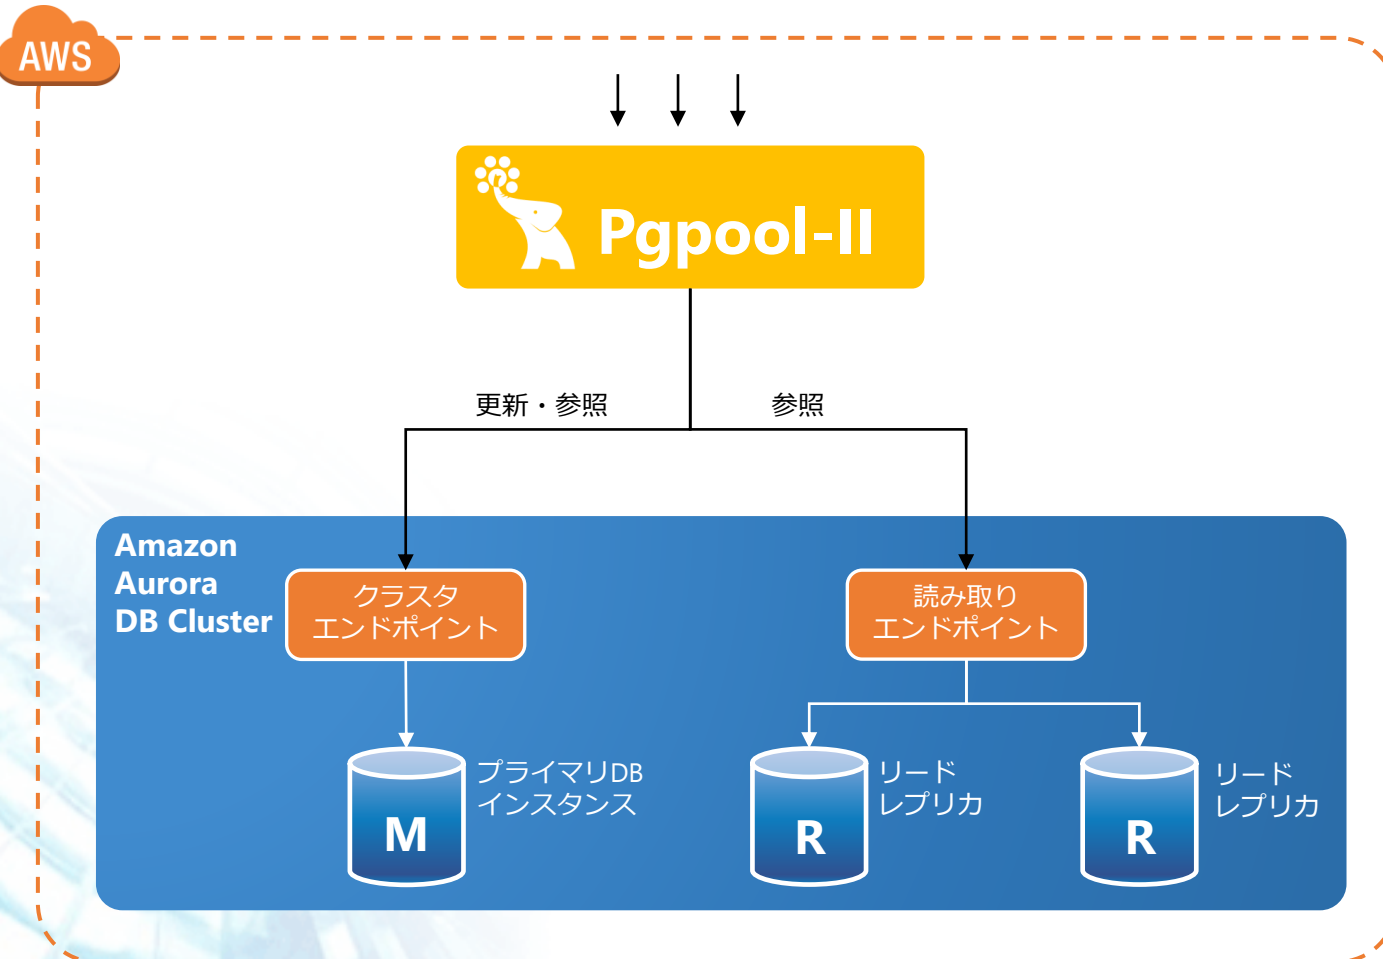 AWS
Pgpool-II
更新・参照
参照
Amazon
Aurora
DB Cluster
クラスタ
エンドポイント
読み取り
エンドポイント
プライマリDB
インスタンス
M
リード
レプリカ
R
リード
レプリカ
R